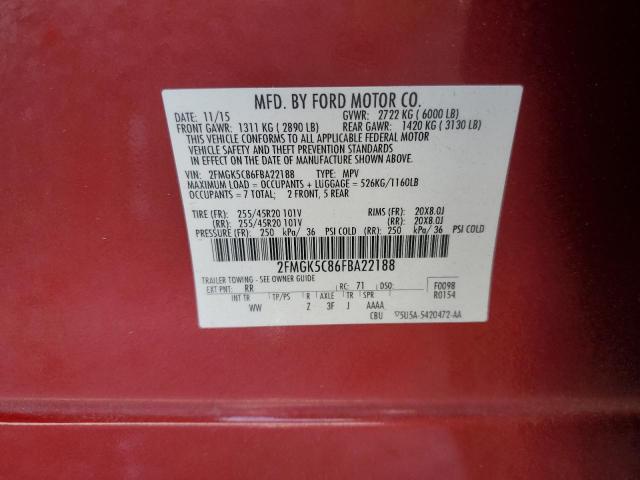 MFD. BY FORD MOTOR CO.
DATE: 11/15 GVWR: 2722 KG ( 6000 LB)
FRONT GAWR: 1311 KG ( 2890 LB) REAR GAWR: 1420 KG ( 3130 LB)
THIS VEHICLE CONFORMS TO ALL APPLICABLE FEDERAL MOTOR
VEHICLE SAFETY AND THEFT PREVENTION STANDARDS
IN EFFECT ON THE DATE OF MANUFACTURE SHOWN ABOVE.
VIN: 2FMGK5C86FBA22188 TYPE: MPV
MAXIMUM LOAD = OCCUPANTS + LUGGAGE = 526KG/1160LB
OCCUPANTS = 7 TOTAL; 2 FRONT, 5 REAR
TIRE (FR): 255/45R20 101V RIMS (FR): 20X8.0J
(RR): 255/45R20 101V (RR): 20X8.0J
PRESSURE (FR) 250 kPa/ 36 PSI COLD (RR): 250 kPa/ 36 PSI COLD
2FMGK5C86FBA22188
TRAILER TOWING - SEE OWNER GUIDE
EXT PNT: RR RC: 71 DSO: F0098
INT TR TP/PS R AXLE TR SPR R0154
WW Z 3F J AAAA
CBU ▽5U5A-5420472-AA